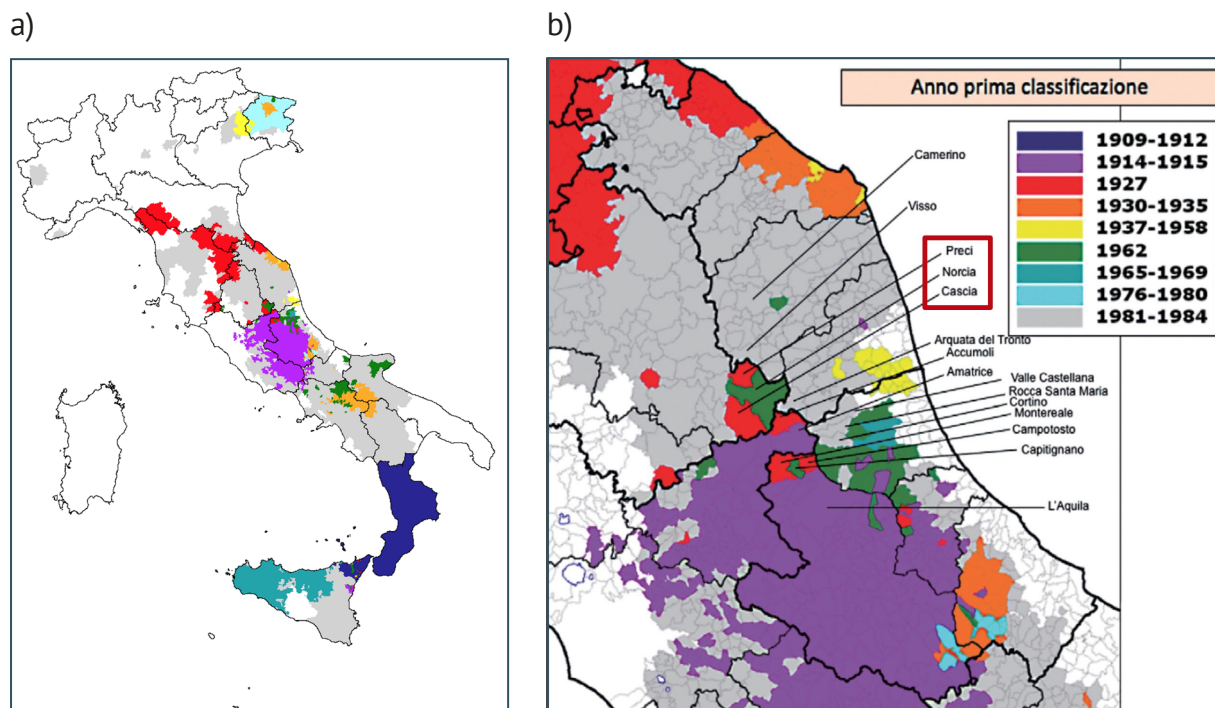 a)
b)
Anno prima classificazione
1909-1912
1914-1915
1927
1930-1935
1937-1958
1962
1965-1969
1976-1980
1981-1984
Camerino
Visso
Preci
Norcia
Cascia
Arquata del Tronto
Accumoli
Amatrice
Valle Castellana
Rocca Santa Maria
Cortino
Montereale
Campotosto
Capitignano
L'Aquila